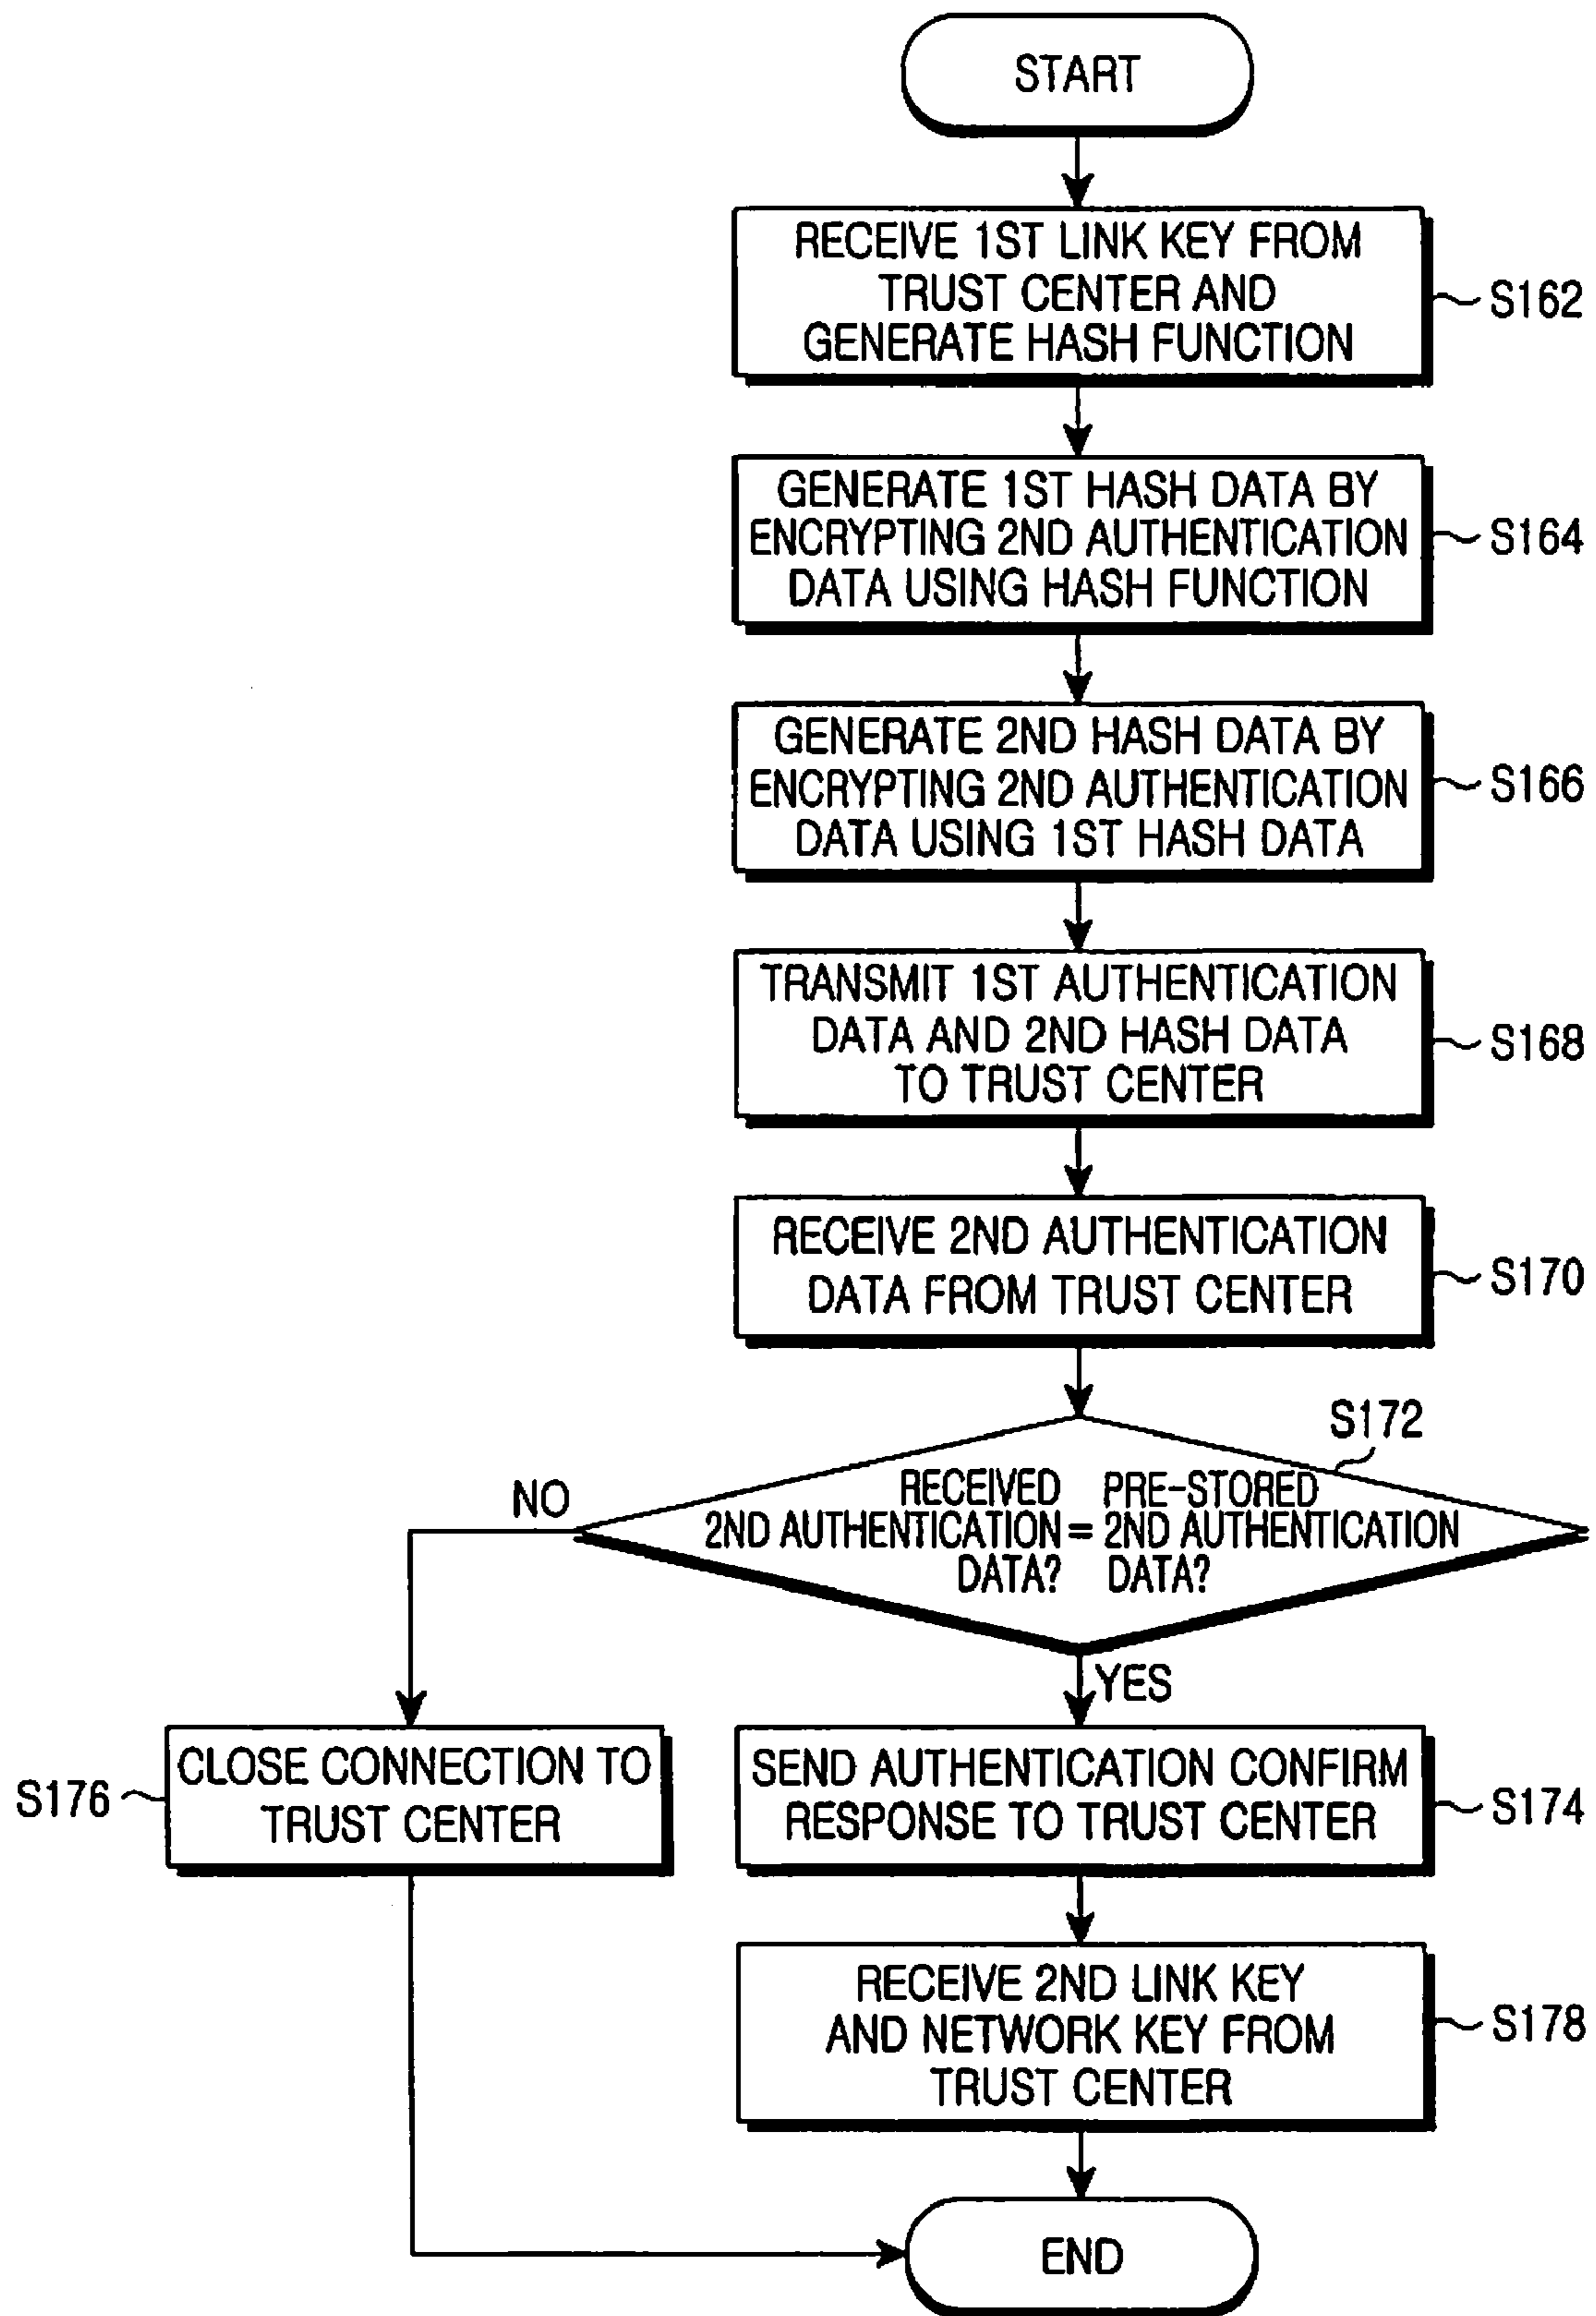 START
RECEIVE 1ST LINK KEY FROM
TRUST CENTER AND
GENERATE HASH FUNCTION
S162
GENERATE 1ST HASH DATA BY
ENCRYPTING 2ND AUTHENTICATION
DATA USING HASH FUNCTION
S164
GENERATE 2ND HASH DATA BY
ENCRYPTING 2ND AUTHENTICATION
DATA USING 1ST HASH DATA
S166
TRANSMIT 1ST AUTHENTICATION
DATA AND 2ND HASH DATA
TO TRUST CENTER
S168
RECEIVE 2ND AUTHENTICATION
DATA FROM TRUST CENTER
S170
S172
NO
RECEIVED PRE-STORED
2ND AUTHENTICATION = 2ND AUTHENTICATION
DATA? DATA?
YES
S176
CLOSE CONNECTION TO
TRUST CENTER
SEND AUTHENTICATION CONFIRM
RESPONSE TO TRUST CENTER
S174
RECEIVE 2ND LINK KEY
AND NETWORK KEY FROM
TRUST CENTER
S178
END